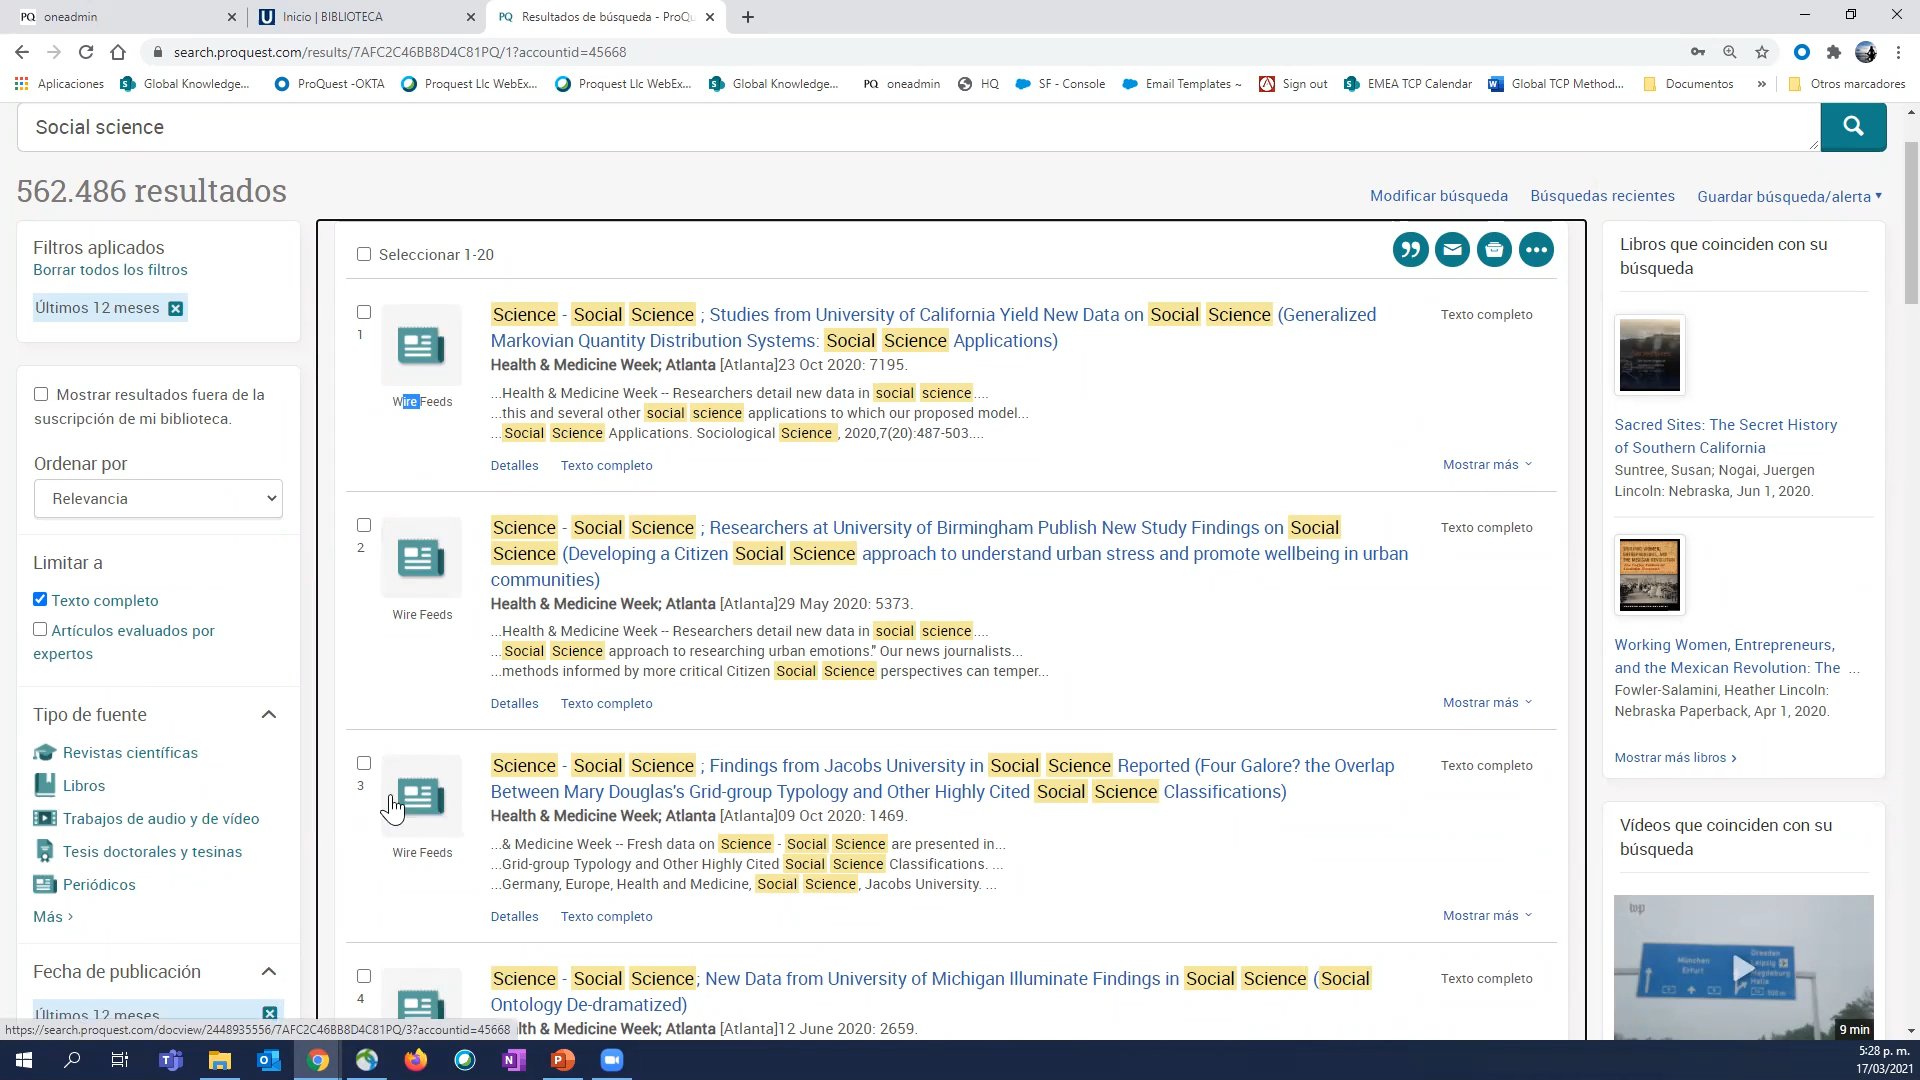 PQ oneadmin
Inicio | BIBLIOTECA
PQ Resultados de búsqueda - ProQu
search.proquest.com/results/7AFC2C46BB8D4C81PQ/1?accountid=45668
Aplicaciones
Global Knowledge...
ProQuest -OKTA
Proquest Llc WebEx...
Proquest Llc WebEx...
Global Knowledge...
PQ oneadmin
HQ
SF - Console
Email Templates ~
Sign out
EMEA TCP Calendar
Global TCP Method...
Documentos
»
Otros marcadores
Social science
562.486 resultados
Modificar búsqueda
Búsquedas recientes
Guardar búsqueda/alerta
Filtros aplicados
Borrar todos los filtros
Últimos 12 meses
Mostrar resultados fuera de la
suscripción de mi biblioteca.
Ordenar por
Relevancia
Limitar a
Texto completo
Artículos evaluados por
expertos
Tipo de fuente
Revistas científicas
Libros
Trabajos de audio y de vídeo
Tesis doctorales y tesinas
Periódicos
Más ›
Fecha de publicación
Últimos 12 meses
Seleccionar 1-20
1
Wire Feeds
Science - Social Science ; Studies from University of California Yield New Data on Social Science (Generalized
Markovian Quantity Distribution Systems: Social Science Applications)
Health & Medicine Week; Atlanta [Atlanta]23 Oct 2020: 7195.
...Health & Medicine Week -- Researchers detail new data in social science....
...this and several other social science applications to which our proposed model...
...Social Science Applications. Sociological Science , 2020,7(20):487-503....
Detalles
Texto completo
Texto completo
Mostrar más
2
Wire Feeds
Science - Social Science ; Researchers at University of Birmingham Publish New Study Findings on Social
Science (Developing a Citizen Social Science approach to understand urban stress and promote wellbeing in urban
communities)
Health & Medicine Week; Atlanta [Atlanta]29 May 2020: 5373.
...Health & Medicine Week -- Researchers detail new data in social science....
...Social Science approach to researching urban emotions." Our news journalists...
...methods informed by more critical Citizen Social Science perspectives can temper...
Detalles
Texto completo
Texto completo
Mostrar más
3
Wire Feeds
Science - Social Science ; Findings from Jacobs University in Social Science Reported (Four Galore? the Overlap
Between Mary Douglas's Grid-group Typology and Other Highly Cited Social Science Classifications)
Health & Medicine Week; Atlanta [Atlanta]09 Oct 2020: 1469.
...& Medicine Week -- Fresh data on Science - Social Science are presented in...
...Grid-group Typology and Other Highly Cited Social Science Classifications. ...
...Germany, Europe, Health and Medicine, Social Science, Jacobs University. ...
Detalles
Texto completo
Texto completo
Mostrar más
4
Science - Social Science; New Data from University of Michigan Illuminate Findings in Social Science (Social
Ontology De-dramatized)
lth & Medicine Week; Atlanta [Atlanta]12 June 2020: 2659.
Texto completo
Libros que coinciden con su
búsqueda
Sacred Sites: The Secret History
of Southern California
Suntree, Susan; Nogai, Juergen
Lincoln: Nebraska, Jun 1, 2020.
Working Women, Entrepreneurs,
and the Mexican Revolution: The ...
Fowler-Salamini, Heather Lincoln:
Nebraska Paperback, Apr 1, 2020.
Mostrar más libros ›
Vídeos que coinciden con su
búsqueda
top
München
Erfurt
Dresden
Leipzig
Magdeburg
Halle
9 min
https://search.proquest.com/docview/2448935556/7AFC2C46BB8D4C81PQ/3?accountid=45668
5:28 p. m.
17/03/2021